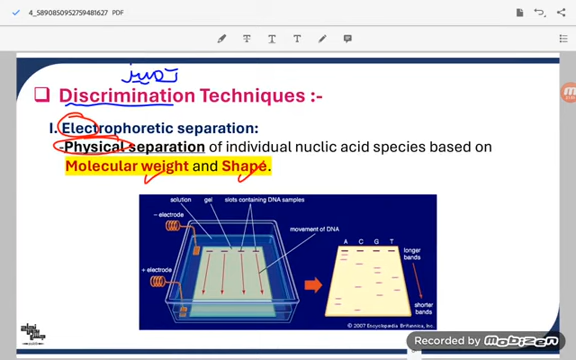 4_5890850952759481627
PDF
تمييز
Discrimination Techniques :-
I. Electrophoretic separation:
-Physical separation of individual nuclic acid species based on
Molecular weight and Shape.
solution
gel
slots containing DNA samples
− electrode
movement of DNA
+ electrode
A C G T
longer
bands
shorter
bands
© 2007 Encyclopædia Britannica, Inc.
Recorded by mobizen